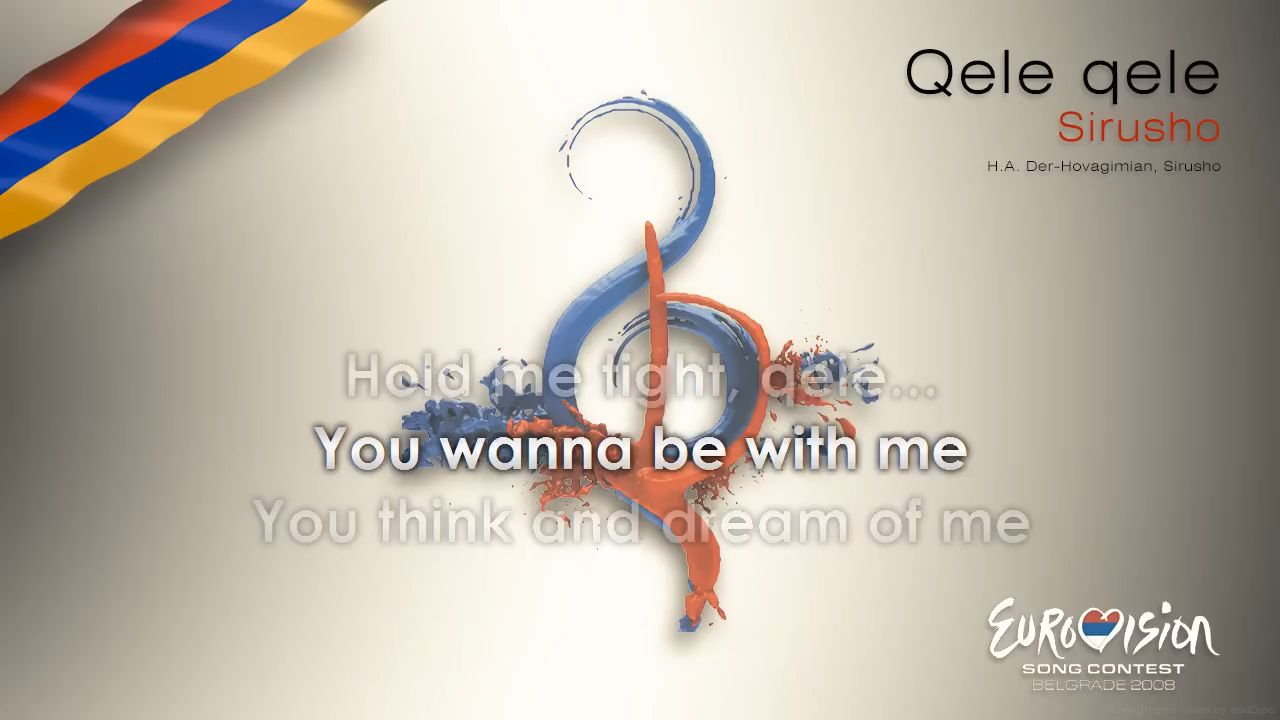 Qele qele
Sirusho
H.A. Der-Hovagimian, Sirusho
Hold me tight, qele...
You wanna be with me
You think and dream of me
EUROVISION
SONG CONTEST
BELGRADE 2008